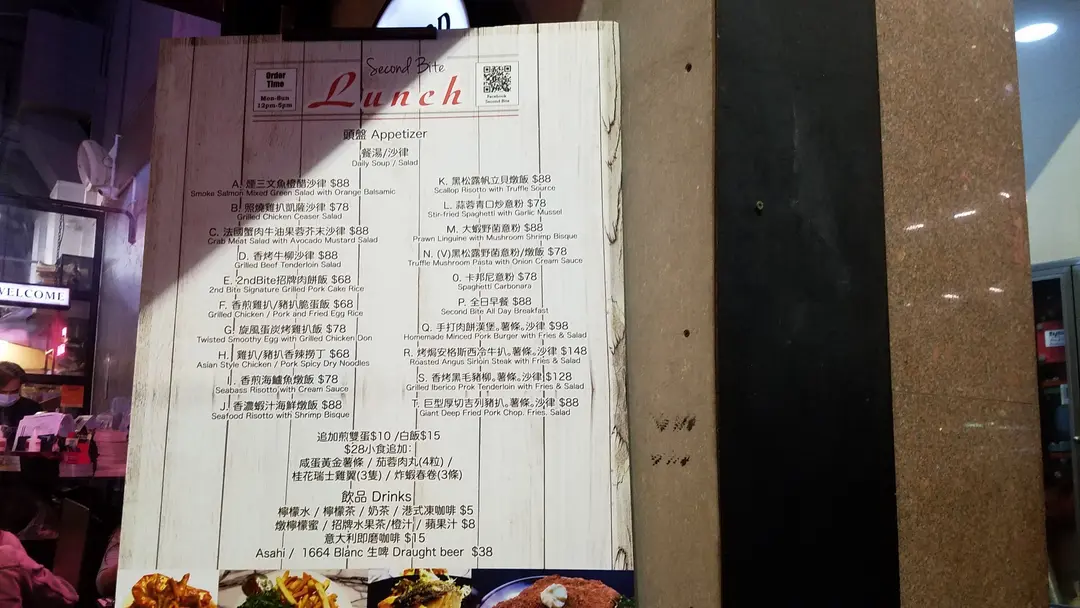 Second Bite
Order Time
Mon-Sun
12pm-5pm
Lunch
Facebook
Second Bite
頭盤 Appetizer
餐湯/沙律
Daily Soup / Salad
A. 煙三文魚橙醋沙律 $88
Smoke Salmon Mixed Green Salad with Orange Balsamic
B. 照燒雞扒凱薩沙律 $78
Grilled Chicken Ceaser Salad
C. 法國蟹肉牛油果蓉芥末沙律 $88
Crab Meat Salad with Avocado Mustard Salad
D. 香烤牛柳沙律 $88
Grillied Beef Tenderloin Salad
E. 2ndBite招牌肉餅飯 $68
2nd Bite Signature Grilled Pork Cake Rice
F. 香煎雞扒/豬扒脆蛋飯 $68
Grilled Chicken / Pork and Fried Egg Rice
G. 旋風蛋炭烤雞扒飯 $78
Twisted Smoothy Egg with Grilled Chicken Don
H. 雞扒/豬扒香辣撈丁 $68
Asian Style Chicken / Pork Spicy Dry Noodles
I. 香煎海鱸魚燉飯 $78
Seabass Risotto with Cream Sauce
J. 香濃蝦汁海鮮燉飯 $88
Seafood Risotto with Shrimp Bisque
K. 黑松露帆立貝燉飯 $88
Scallop Risotto with Truffle Source
L. 蒜蓉青口炒意粉 $78
Stir-fried Spaghetti with Garlic Mussel
M. 大蝦野菌意粉 $88
Prawn Linguine with Mushroom Shrimp Bisque
N. (V)黑松露野菌意粉/燉飯 $78
Truffle Mushroom Pasta with Onion Cream Sauce
O. 卡邦尼意粉 $78
Spaghetti Carbonara
P. 全日早餐 $88
Second Bite All Day Breakfast
Q. 手打肉餅漢堡。薯條。沙律 $98
Homemade Minced Pork Burger with Fries & Salad
R. 烤焗安格斯西冷牛扒。薯條。沙律 $148
Roasted Angus Sirloin Steak with Fries & Salad
S. 香烤黑毛豬柳。薯條。沙律 $128
Grilled Iberico Prok Tenderloin with Fries & Salad
T. 巨型厚切吉列豬扒。薯條。沙律 $88
Giant Deep Fried Pork Chop. Fries. Salad
追加煎雙蛋$10 /白飯$15
$28小食追加:
咸蛋黃金薯條 / 茄蓉肉丸(4粒) /
桂花瑞士雞翼(3隻) / 炸蝦春卷(3條)
飲品 Drinks
檸檬水 / 檸檬茶 / 奶茶 / 港式凍咖啡 $5
燉檸檬蜜 / 招牌水果茶/橙汁 / 蘋果汁 $8
意大利即磨咖啡 $15
Asahi / 1664 Blanc 生啤 Draught beer $38
WELCOME